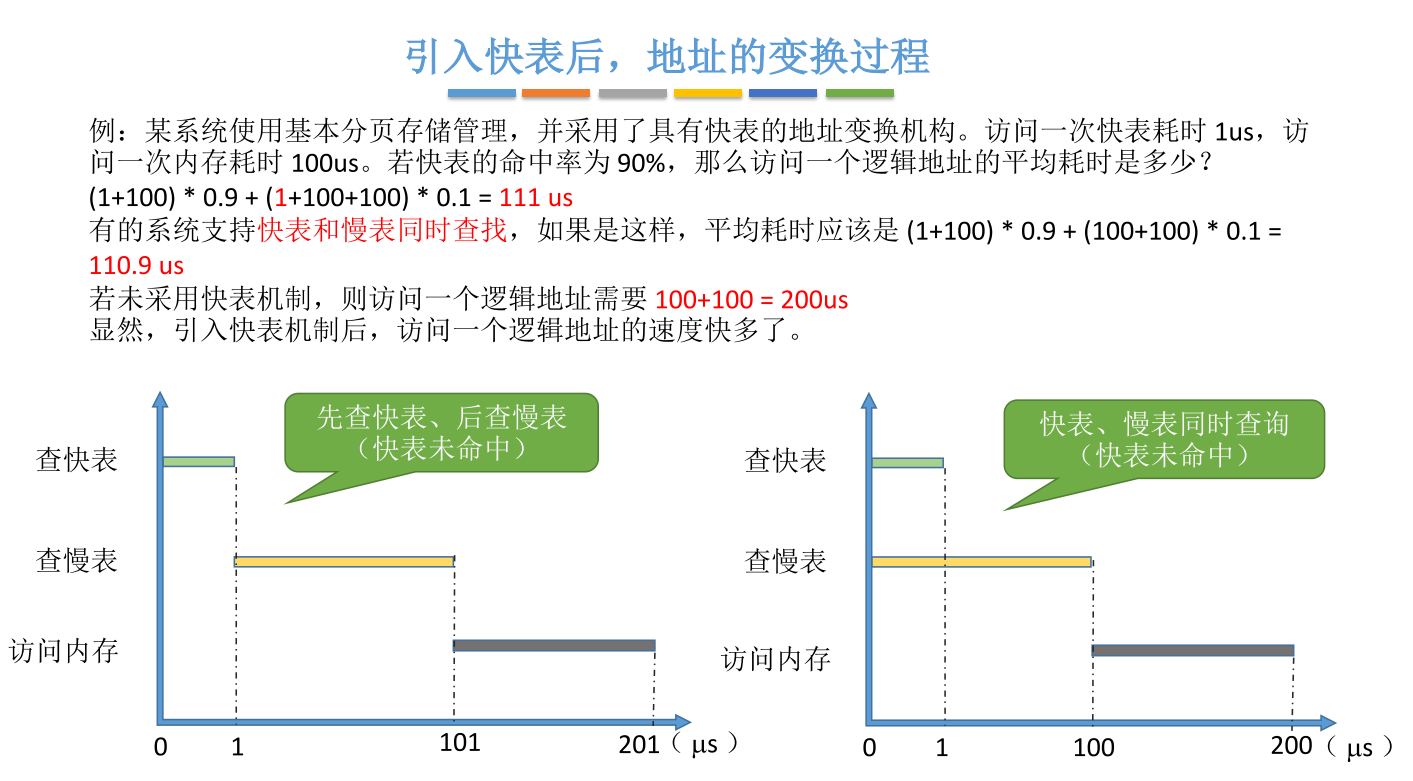 引入快表后，地址的变换过程
例：某系统使用基本分页存储管理，并采用了具有快表的地址变换机构。访问一次快表耗时 1us，访
问一次内存耗时 100us。若快表的命中率为 90%，那么访问一个逻辑地址的平均耗时是多少？
(1+100) * 0.9 + (1+100+100) * 0.1 = 111 us
有的系统支持快表和慢表同时查找，如果是这样，平均耗时应该是 (1+100) * 0.9 + (100+100) * 0.1 =
110.9 us
若未采用快表机制，则访问一个逻辑地址需要 100+100 = 200us
显然，引入快表机制后，访问一个逻辑地址的速度快多了。
先查快表、后查慢表
（快表未命中）
查快表
查慢表
访问内存
0
1
101
201
（μs）
快表、慢表同时查询
（快表未命中）
查快表
查慢表
访问内存
0
1
100
200
（μs）